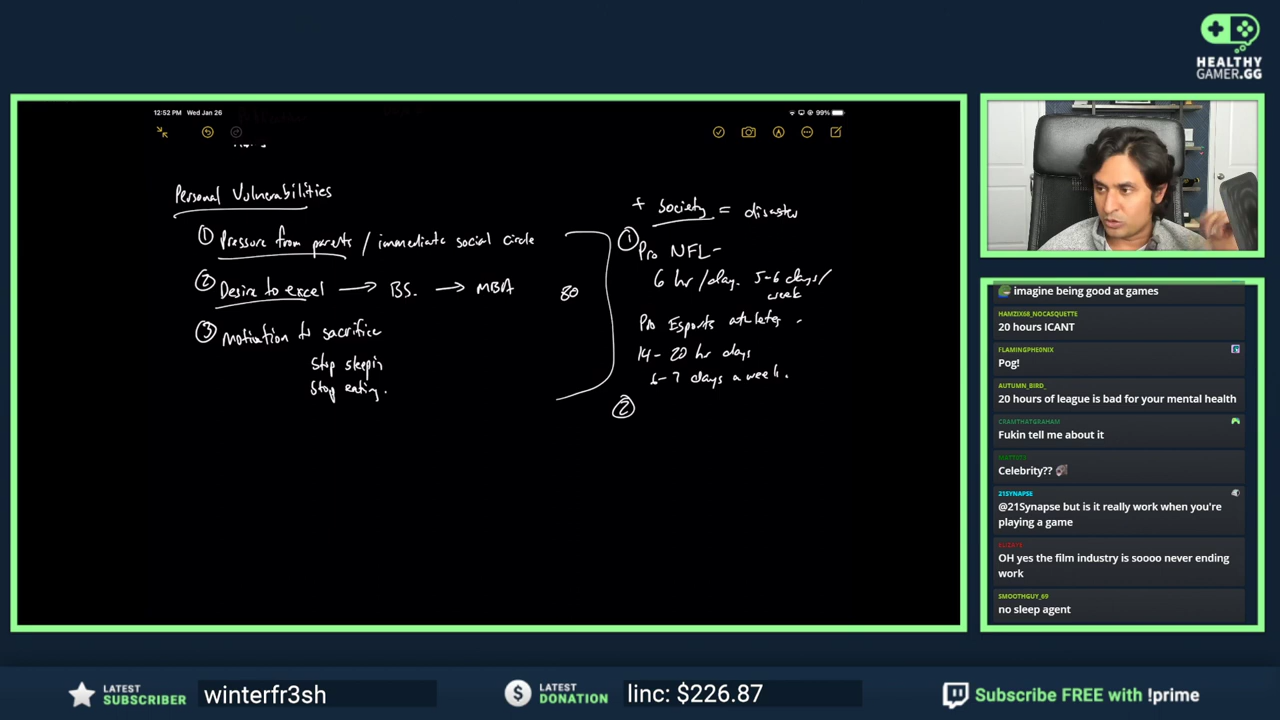 HEALTHY
GAMER.GG
12:52 PM Wed Jan 26
99%
Personal Vulnerabilities
① Pressure from parents / immediate social circle
② Desire to excel → BS. → MBA 80
③ Motivation to sacrifice
Stop sleepin
Stop eating.
+ society = disaster
① Pro NFL -
6 hr/day. 5-6 days/
week
Pro Esports athletes -
14 - 20 hr days
6-7 days a week.
②
imagine being good at games
HAMZIX68_NOCASQUETTE
20 hours ICANT
FLAMINGPHE0NIX
Pog!
AUTUMN_BIRD_
20 hours of league is bad for your mental health
CRAMTHATGRAHAM
Fukin tell me about it
Celebrity??
21SYNAPSE
@21Synapse but is it really work when you're
playing a game
OH yes the film industry is soooo never ending
work
SMOOTHGUY_69
no sleep agent
LATEST
SUBSCRIBER
winterfr3sh
LATEST
DONATION
linc: $226.87
Subscribe FREE with !prime